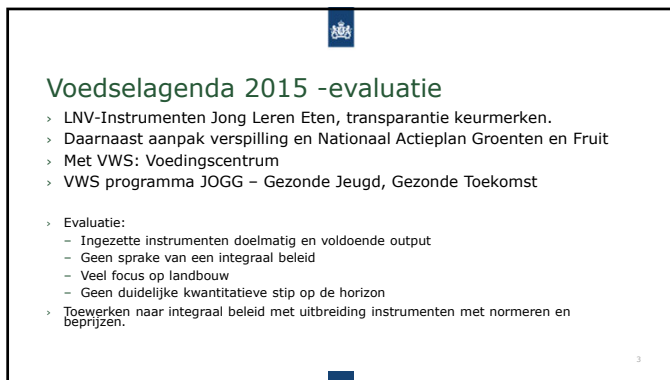 Voedselagenda 2015 -evaluatie
› LNV-Instrumenten Jong Leren Eten, transparantie keurmerken.
› Daarnaast aanpak verspilling en Nationaal Actieplan Groenten en Fruit
› Met VWS: Voedingscentrum
› VWS programma JOGG – Gezonde Jeugd, Gezonde Toekomst
› Evaluatie:
– Ingezette instrumenten doelmatig en voldoende output
– Geen sprake van een integraal beleid
– Veel focus op landbouw
– Geen duidelijke kwantitatieve stip op de horizon
› Toewerken naar integraal beleid met uitbreiding instrumenten met normeren en
beprijzen.
3